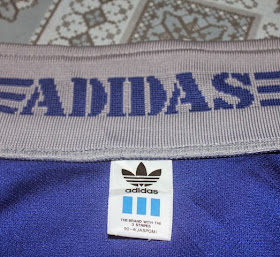 ADIDAS
adidas
THE BRAND WITH THE
3 STRIPES